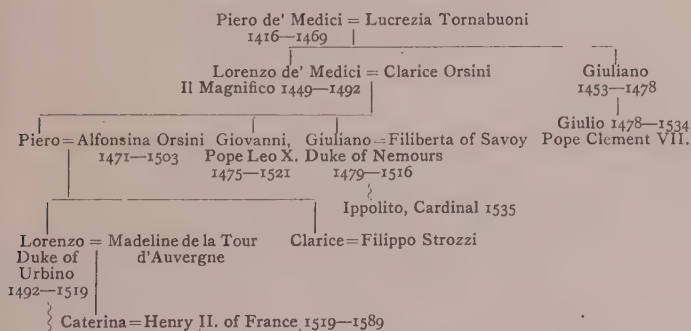 Piero de' Medici = Lucrezia Tornabuoni
1416—1469
Lorenzo de' Medici = Clarice Orsini
Il Magnifico 1449—1492
Giuliano
1453—1478
Giulio 1478—1534
Pope Clement VII.
Piero = Alfonsina Orsini
1471—1503
Giovanni,
Pope Leo X.
1475—1521
Giuliano = Filiberta of Savoy
Duke of Nemours
1479—1516
Ippolito, Cardinal 1535
Lorenzo = Madeline de la Tour
Duke of d'Auvergne
Urbino
1492—1519
Clarice = Filippo Strozzi
Caterina = Henry II. of France 1519—1589